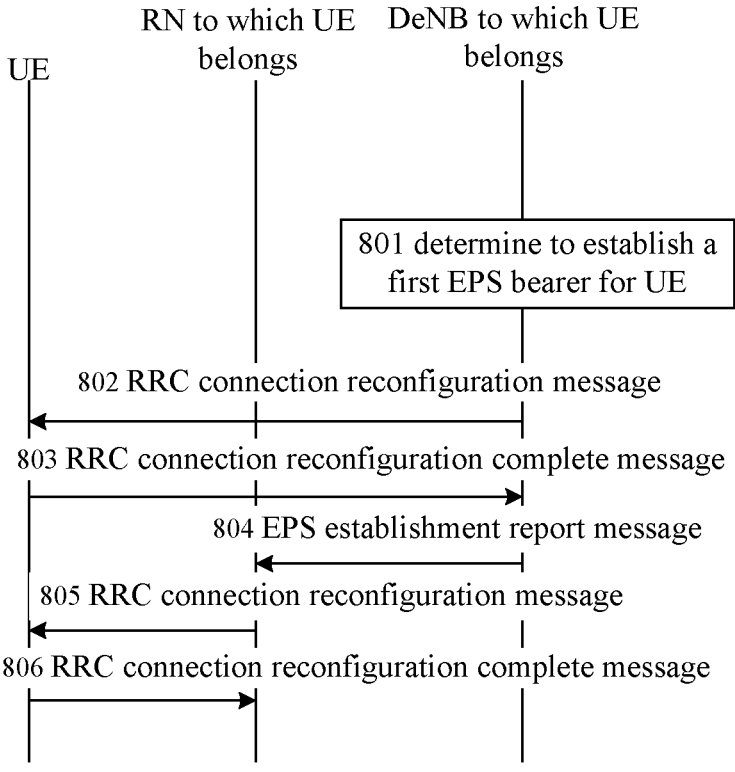 UE
RN to which UE
belongs
DeNB to which UE
belongs
801 determine to establish a
first EPS bearer for UE
802 RRC connection reconfiguration message
803 RRC connection reconfiguration complete message
804 EPS establishment report message
805 RRC connection reconfiguration message
806 RRC connection reconfiguration complete message